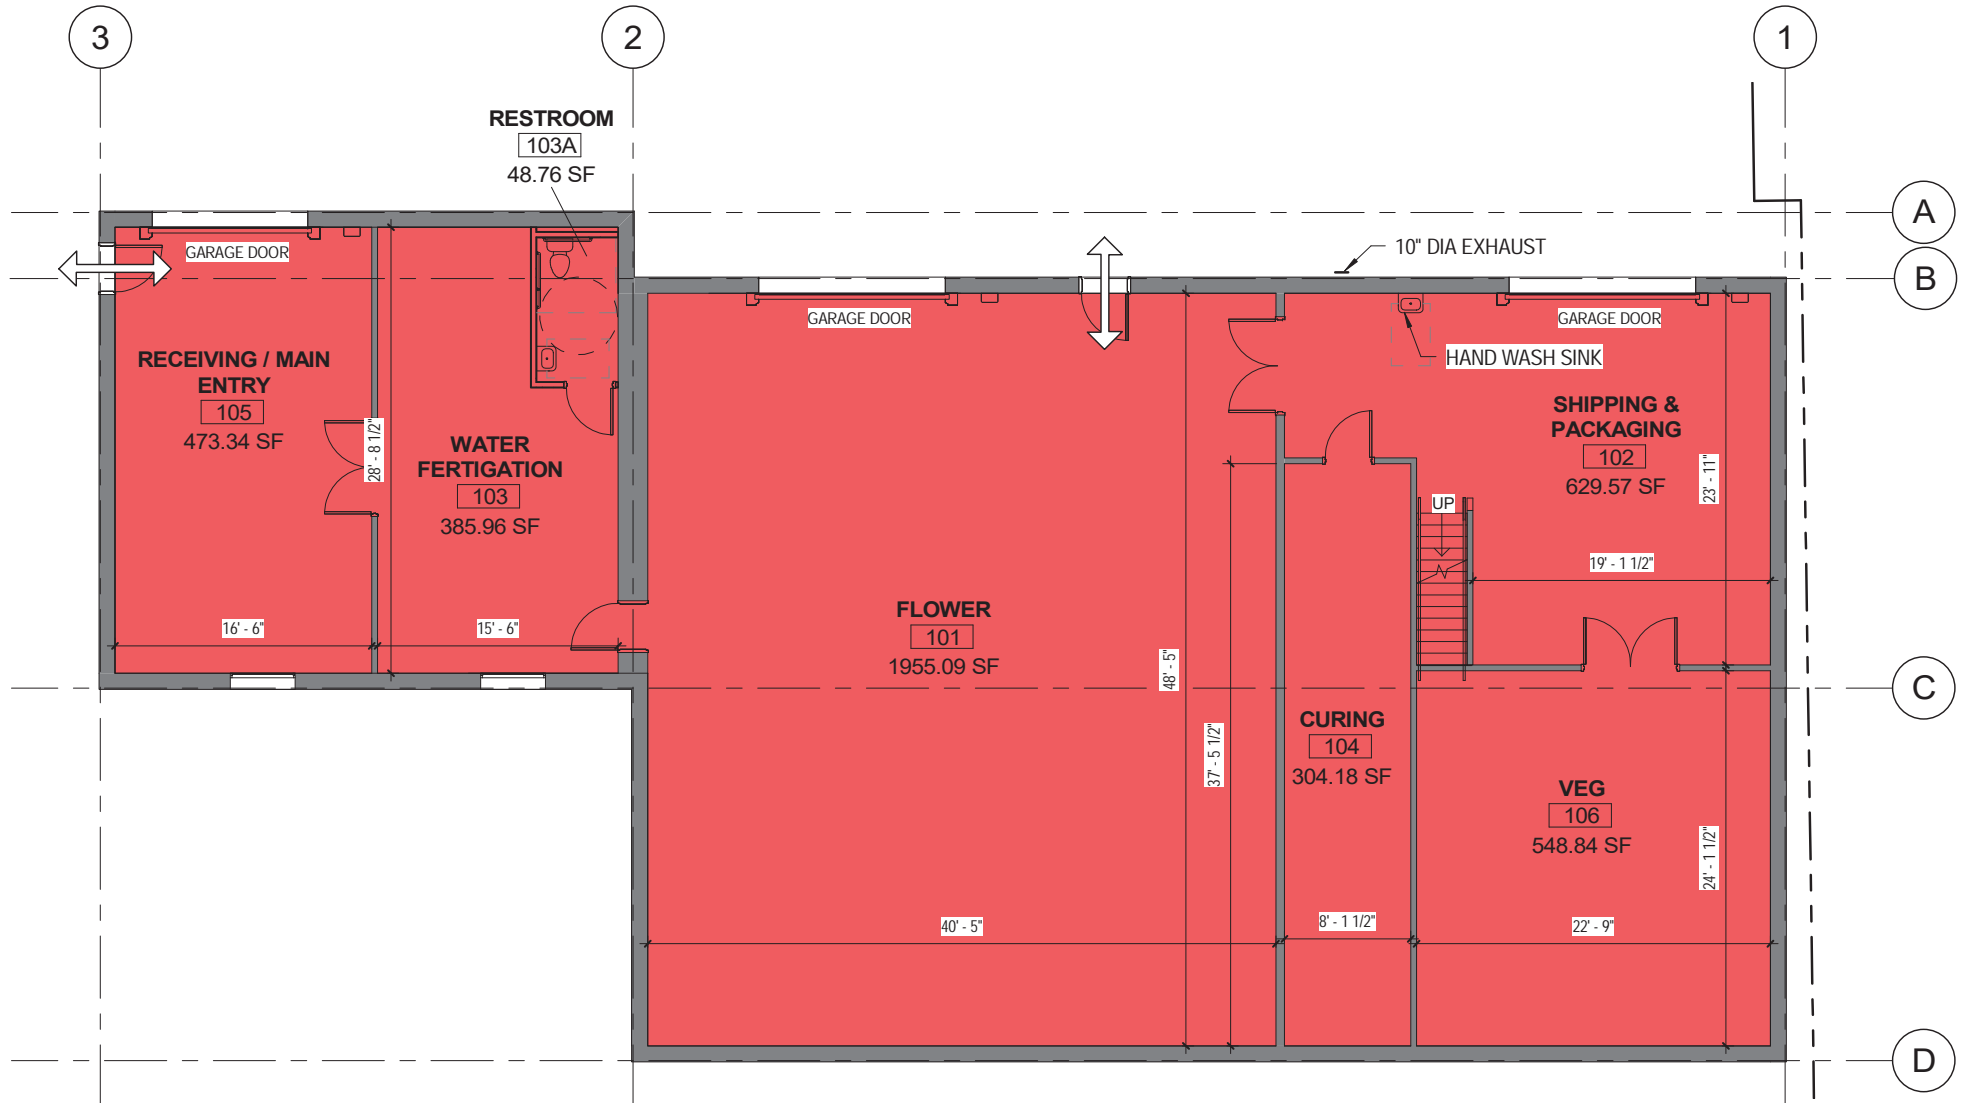 3
2
1
RESTROOM
103A
48.76 SF
A
B
10" DIA EXHAUST
GARAGE DOOR
GARAGE DOOR
GARAGE DOOR
HAND WASH SINK
RECEIVING / MAIN
ENTRY
105
473.34 SF
WATER
FERTIGATION
103
385.96 SF
28' - 8 1/2"
16' - 6"
15' - 6"
SHIPPING &
PACKAGING
102
629.57 SF
23' - 11"
UP
19' - 1 1/2"
FLOWER
101
1955.09 SF
48' - 5"
37' - 5 1/2"
C
CURING
104
304.18 SF
VEG
106
548.84 SF
24' - 1 1/2"
40' - 5"
8' - 1 1/2"
22' - 9"
D